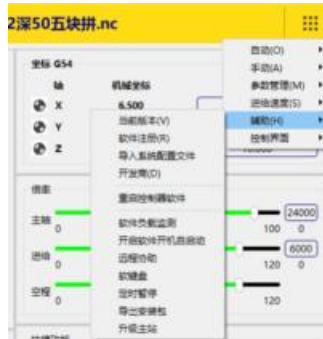 2深50五块拼.nc
自动(O)
坐标 G54
手动(A)
轴 机械坐标
参数管理(M)
X 6.500
进给速度(S)
当前版本(V)
辅助(H)
Y
软件注册(R)
控制界面
Z
导入系统配置文件
开发商(D)
倍率
重启控制器软件
主轴
24000
0
软件负载监测
100 0
开启软件开机自启动
进给
6000
0
远程协助
120 0
软键盘
空程
0
定时暂停
120
导出安装包
升级主站